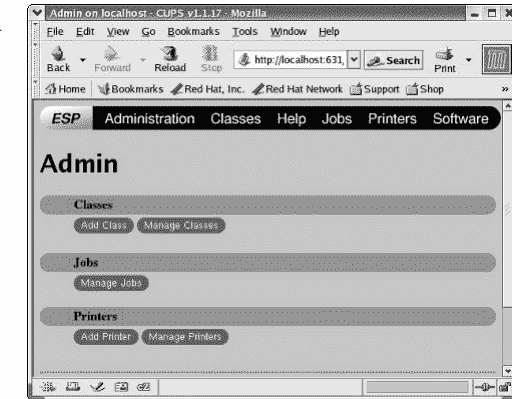 Admin on localhost - CUPS v1.1.17 - Mozilla
File Edit View Go Bookmarks Tools Window Help
Back Forward Reload Stop http://localhost:631, Search Print
Home Bookmarks Red Hat, Inc. Red Hat Network Support Shop »
ESP Administration Classes Help Jobs Printers Software
Admin
Classes
Add Class Manage Classes
Jobs
Manage Jobs
Printers
Add Printer Manage Printers